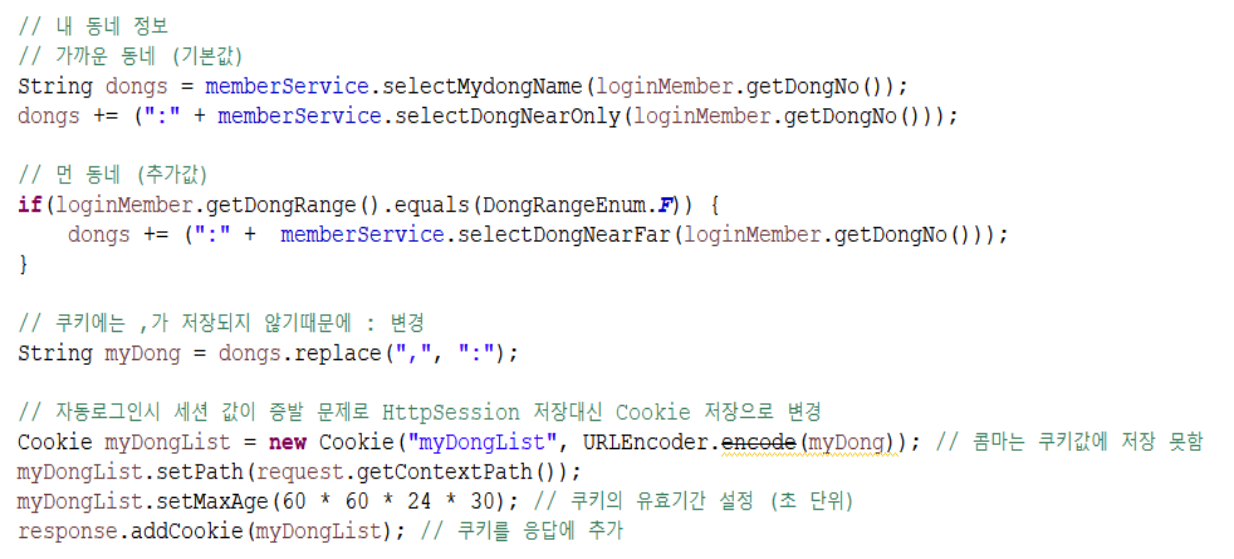 // 내 동네 정보
// 가까운 동네 (기본값)
String dongs = memberService.selectMydongName(loginMember.getDongNo());
dongs += (":" + memberService.selectDongNearOnly(loginMember.getDongNo()));
// 먼 동네 (추가값)
if(loginMember.getDongRange().equals(DongRangeEnum.F)) {
    dongs += (":" +  memberService.selectDongNearFar(loginMember.getDongNo()));
}
// 쿠키에는 ,가 저장되지 않기때문에 : 변경
String myDong = dongs.replace(",", ":");
// 자동로그인시 세션 값이 증발 문제로 HttpSession 저장대신 Cookie 저장으로 변경
Cookie myDongList = new Cookie("myDongList", URLEncoder.encode(myDong)); // 콤마는 쿠키값에 저장 못함
myDongList.setPath(request.getContextPath());
myDongList.setMaxAge(60 * 60 * 24 * 30); // 쿠키의 유효기간 설정 (초 단위)
response.addCookie(myDongList); // 쿠키를 응답에 추가